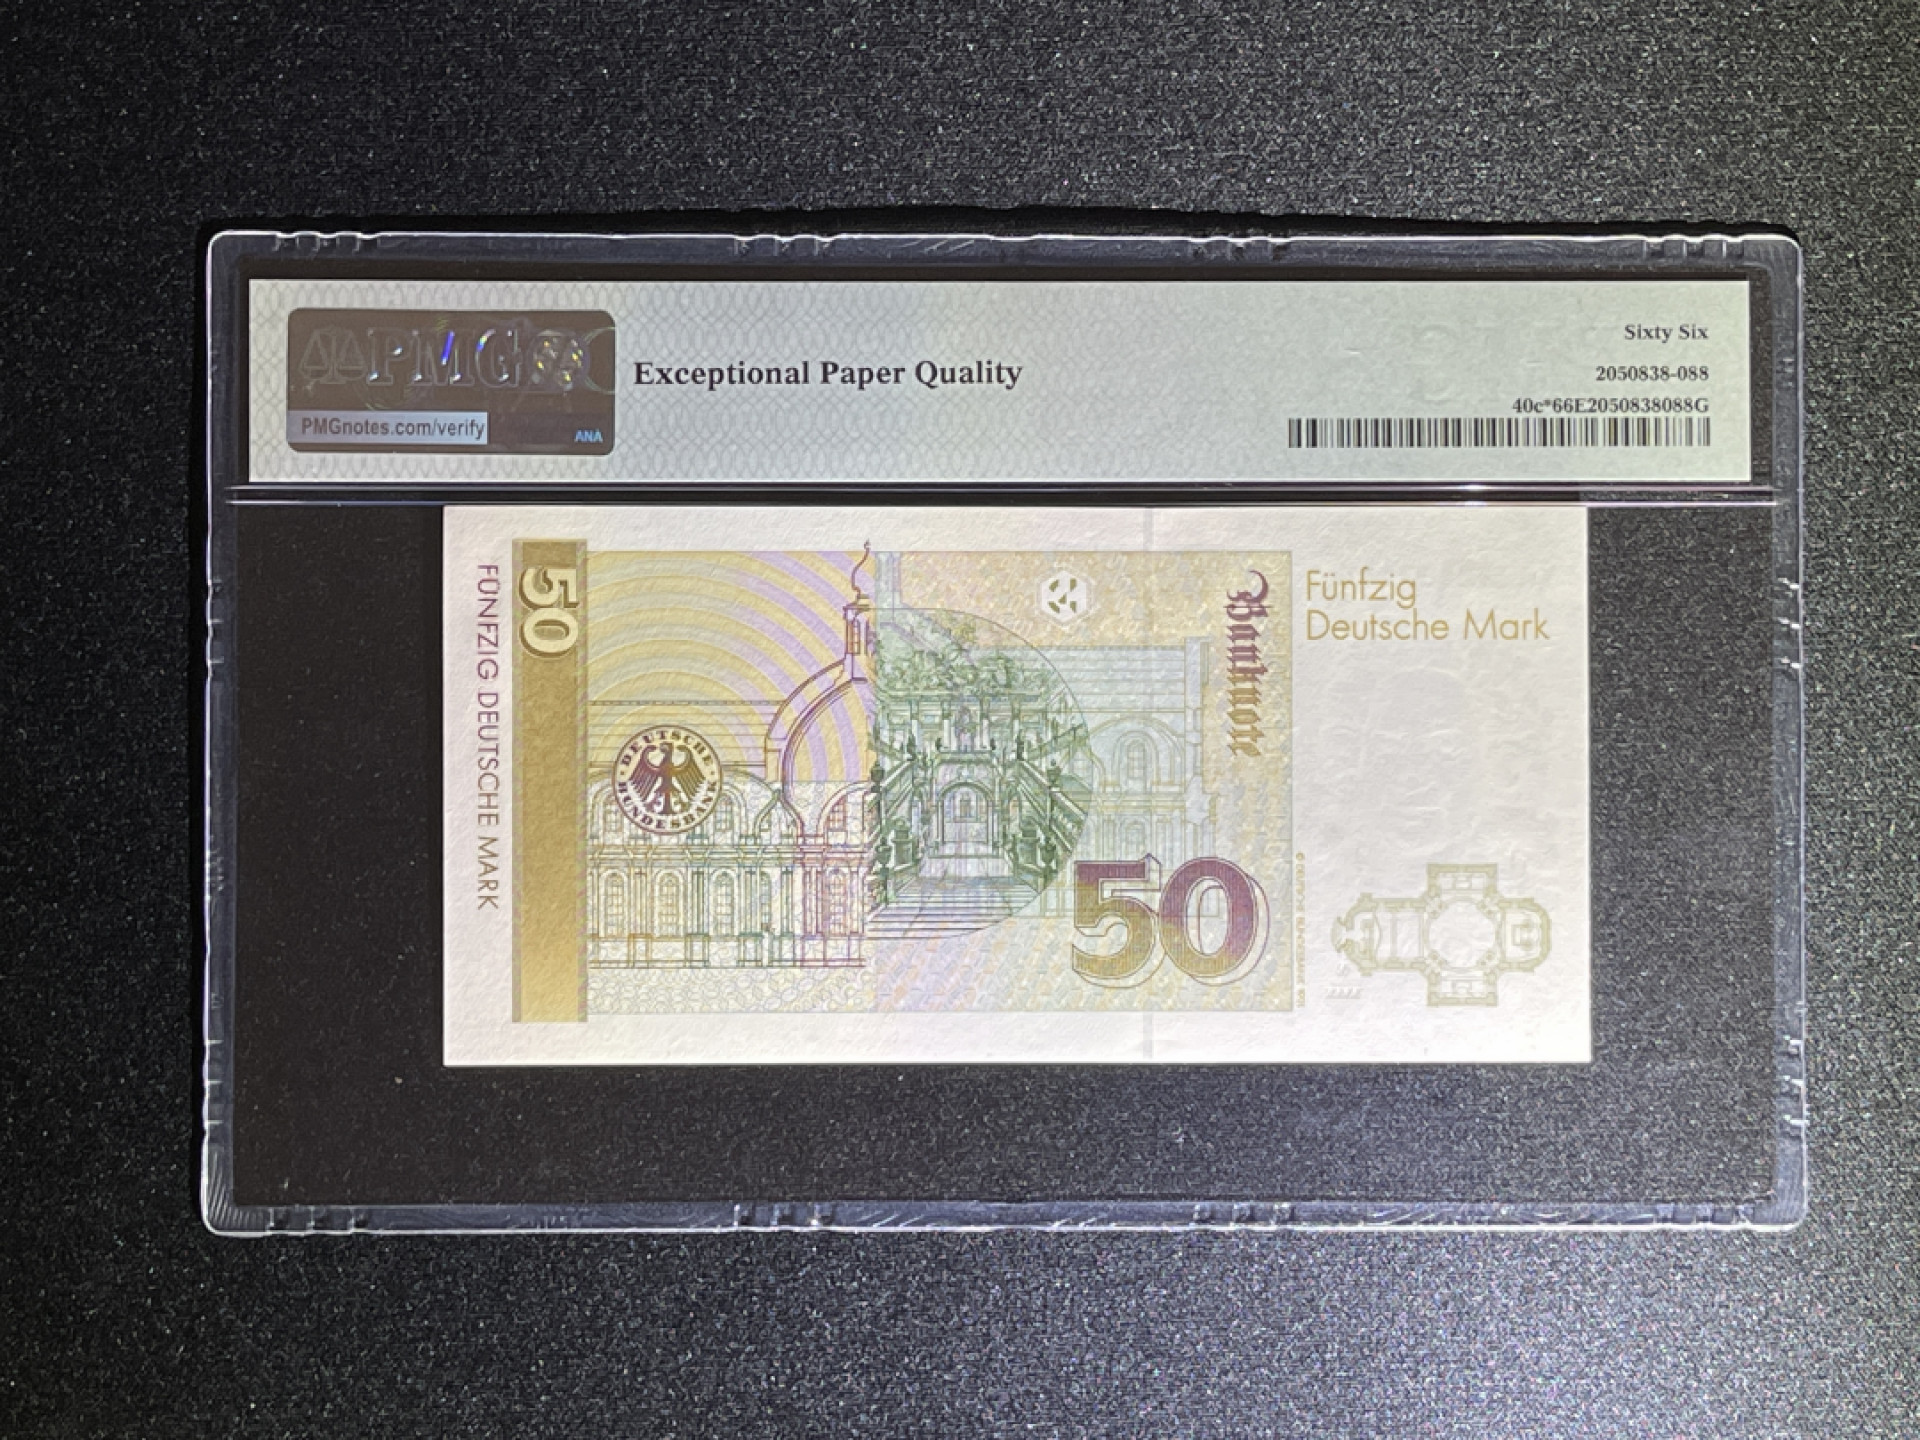 PMG
PMGnotes.com/verify
ANA
Exceptional Paper Quality
Sixty Six
2050838-088
40c*66E2050838088G
FÜNFZIG DEUTSCHE MARK
50
DEUTSCHE BUNDESBANK
Banknote
Fünfzig
Deutsche Mark
50